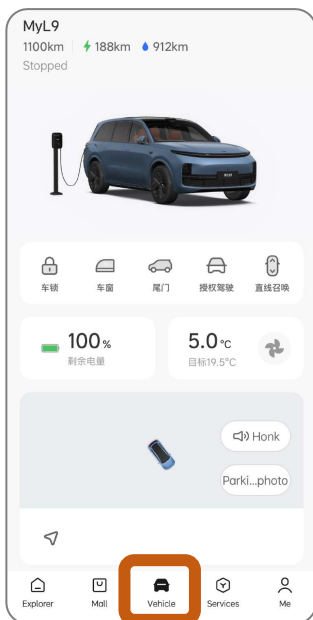 MyL9
1100km 188km 912km
Stopped
车锁 车窗 尾门 授权驾驶 直线召唤
100% 5.0 °C
剩余电量 目标19.5°C
Honk
Parki...photo
Explorer Mall Vehicle Services Me